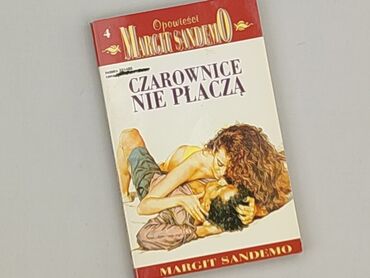 4
Opowieści
MARGIT SANDEMO
CZAROWNICE
NIE PŁACZĄ
MARGIT SANDEMO